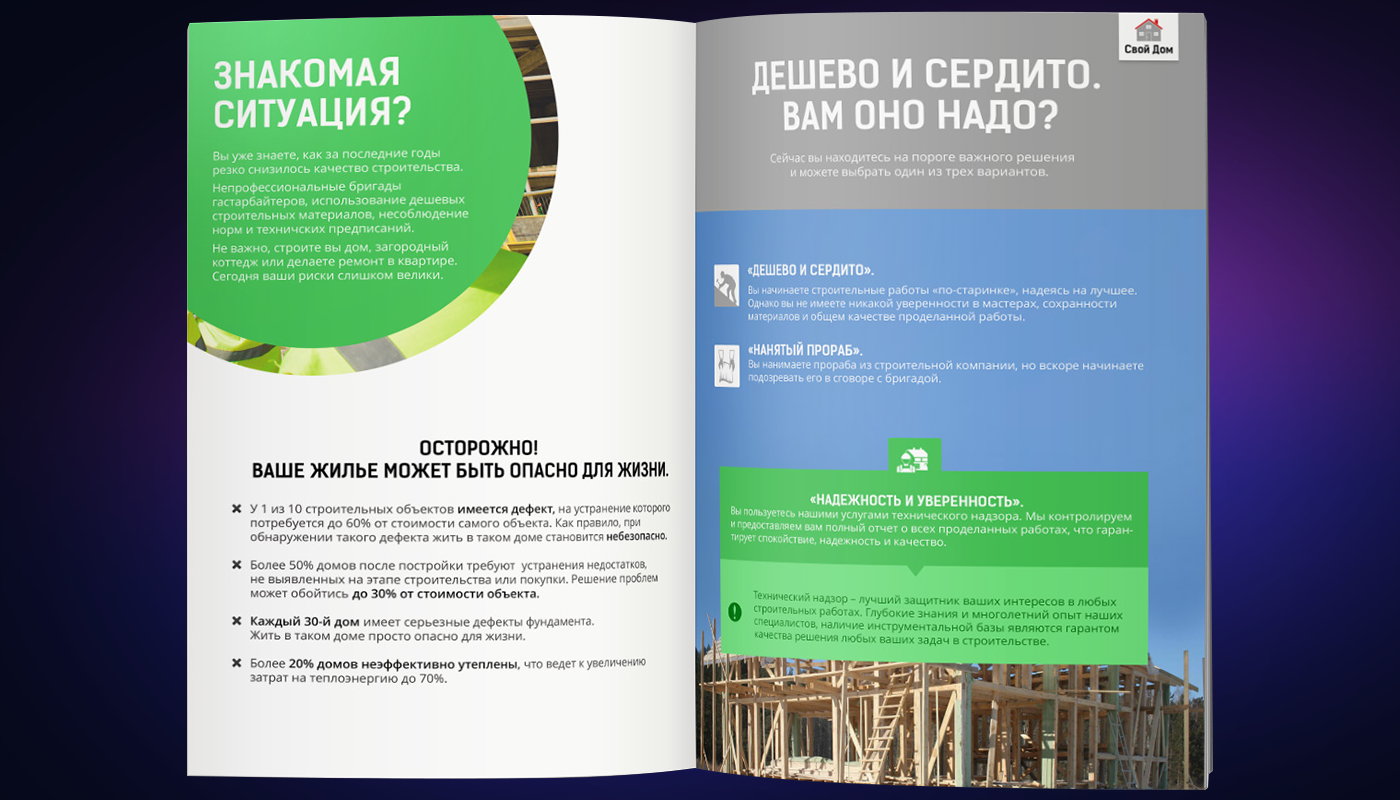 ЗНАКОМАЯ
СИТУАЦИЯ?
Вы уже знаете, как за последние годы
резко снизилось качество строительства.
Непрофессиональные бригады
гастарбайтеров, использование дешевых
строительных материалов, несоблюдение
норм и техничских предписаний.
Не важно, строите вы дом, загородный
коттедж или делаете ремонт в квартире.
Сегодня ваши риски слишком велики.
ОСТОРОЖНО!
ВАШЕ ЖИЛЬЕ МОЖЕТ БЫТЬ ОПАСНО ДЛЯ ЖИЗНИ.
У 1 из 10 строительных объектов имеется дефект, на устранение которого
потребуется до 60% от стоимости самого объекта. Как правило, при
обнаружении такого дефекта жить в таком доме становится небезопасно.
Более 50% домов после постройки требуют устранения недостатков,
не выявленных на этапе строительства или покупки. Решение проблем
может обойтись до 30% от стоимости объекта.
Каждый 30-й дом имеет серьезные дефекты фундамента.
Жить в таком доме просто опасно для жизни.
Более 20% домов неэффективно утеплены, что ведет к увеличению
затрат на теплоэнергию до 70%.
Свой Дом
ДЕШЕВО И СЕРДИТО.
ВАМ ОНО НАДО?
Сейчас вы находитесь на пороге важного решения
и можете выбрать один из трех вариантов.
«ДЕШЕВО И СЕРДИТО».
Вы начинаете строительные работы «по-старинке», надеясь на лучшее.
Однако вы не имеете никакой уверенности в мастерах, сохранности
материалов и общем качестве проделанной работы.
«НАНЯТЫЙ ПРОРАБ».
Вы нанимаете прораба из строительной компании, но вскоре начинаете
подозревать его в сговоре с бригадой.
«НАДЕЖНОСТЬ И УВЕРЕННОСТЬ».
Вы пользуетесь нашими услугами технического надзора. Мы контролируем
и предоставляем вам полный отчет о всех проделанных работах, что гаран-
тирует спокойствие, надежность и качество.
Технический надзор – лучший защитник ваших интересов в любых
строительных работах. Глубокие знания и многолетний опыт наших
специалистов, наличие инструментальной базы являются гарантом
качества решения любых ваших задач в строительстве.